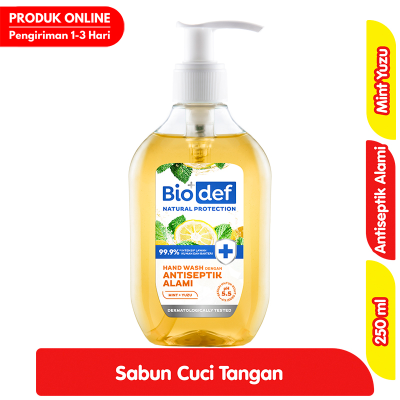 PRODUK ONLINE
Pengiriman 1-3 Hari
Bio def
NATURAL PROTECTION
99.9%
HAND WASH DENGAN
ANTISEPTIK
ALAMI
MINT + YUZU
pH
5.5
DERMATOLOGICALLY TESTED
Mint Yuzu
Antiseptik Alami
250 ml
Sabun Cuci Tangan